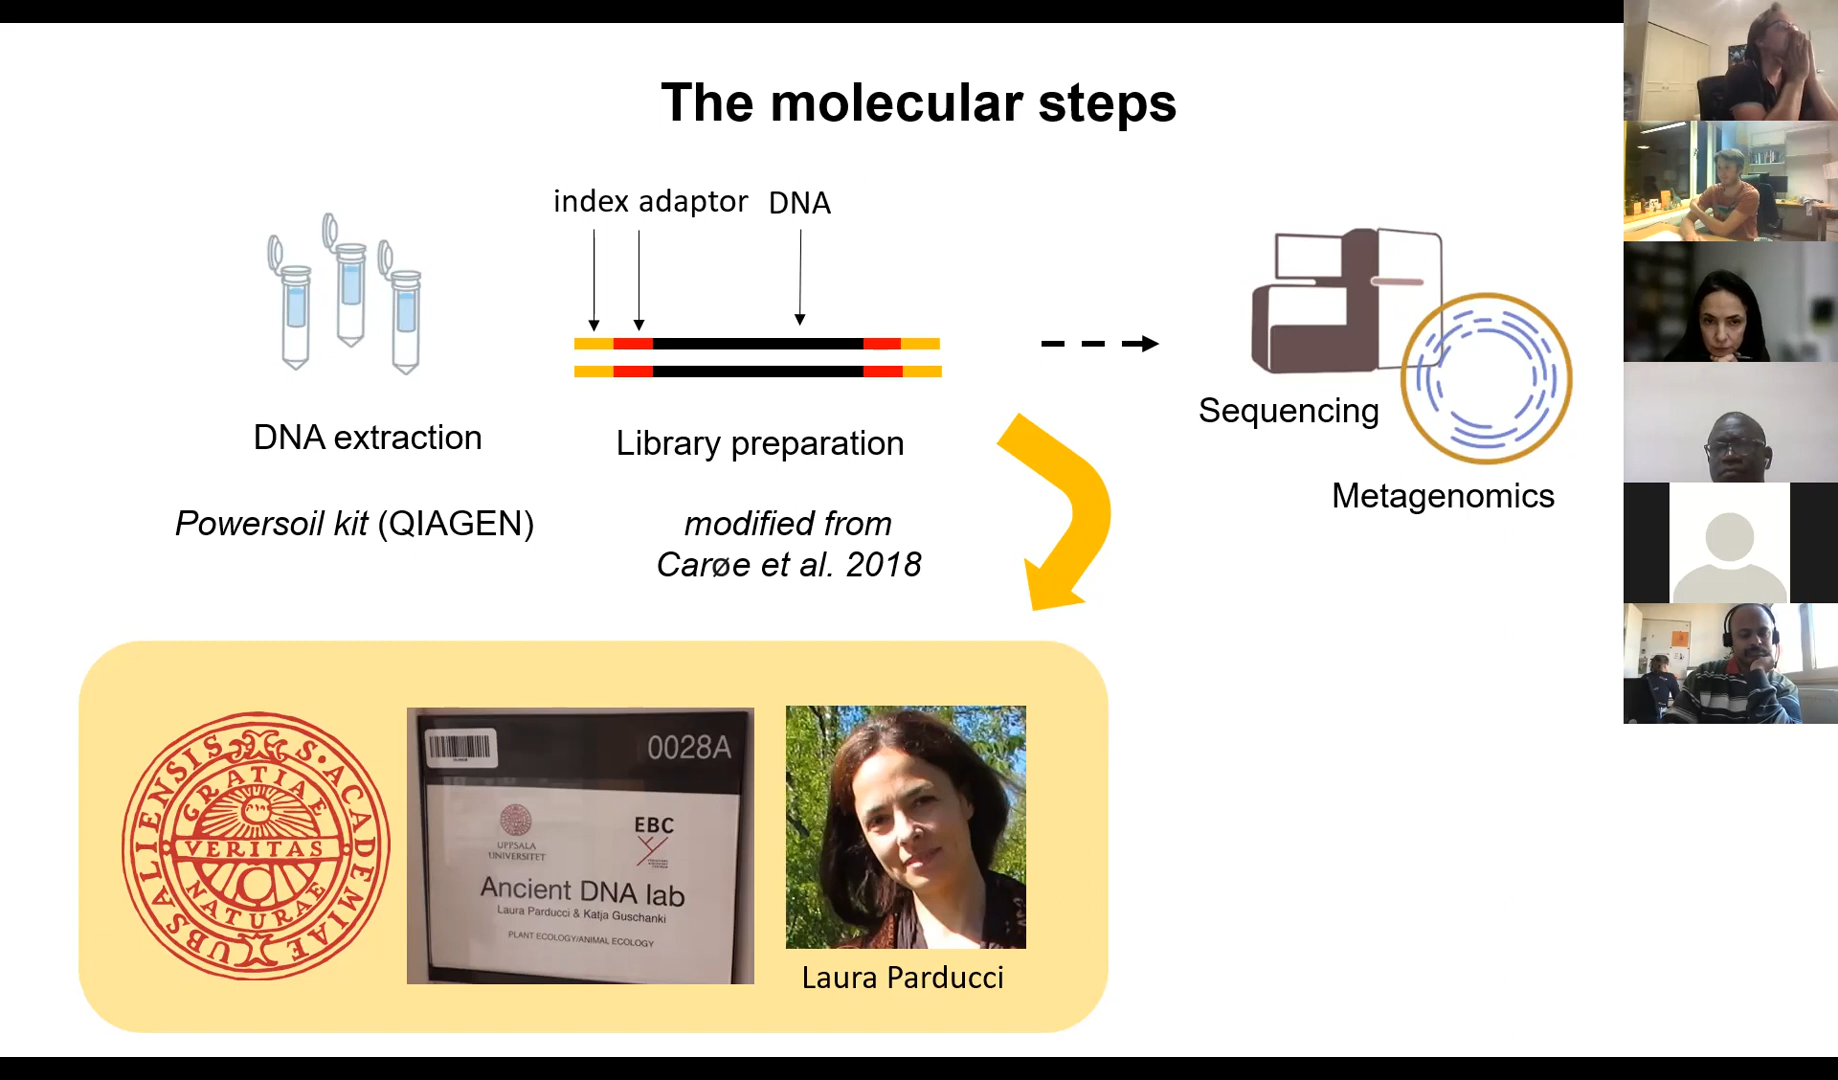 The molecular steps
index adaptor DNA
DNA extraction
Library preparation
Sequencing
Metagenomics
Powersoil kit (QIAGEN)
modified from
Carøe et al. 2018
UBSALIENSIS S. ACADEMIAE
GRATIAE
VERITAS
NATURAE
0028A
UPPSALA
UNIVERSITET
EBC
Ancient DNA lab
Laura Parducci & Katja Guschanki
PLANT ECOLOGY/ANIMAL ECOLOGY
Laura Parducci